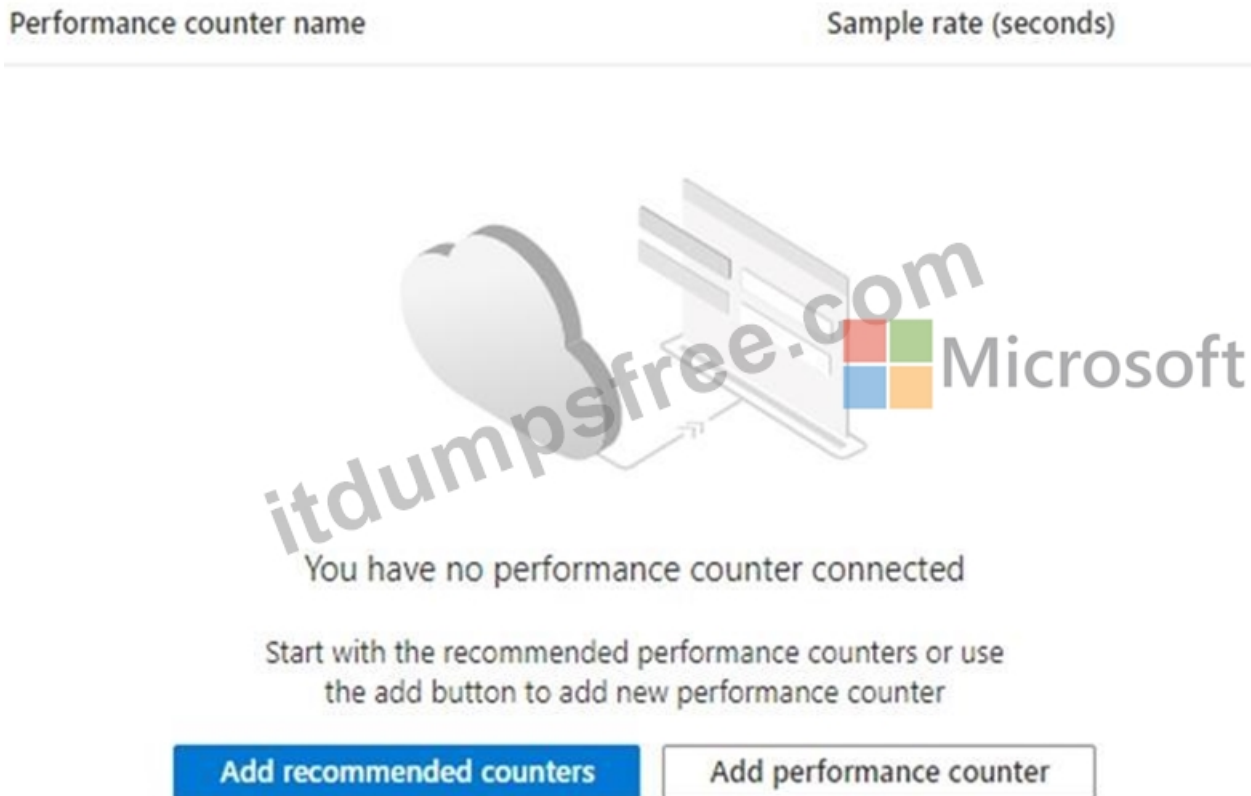 Performance counter name Sample rate (seconds)
itdumpsfree.com
Microsoft
You have no performance counter connected
Start with the recommended performance counters or use
the add button to add new performance counter
Add recommended counters Add performance counter